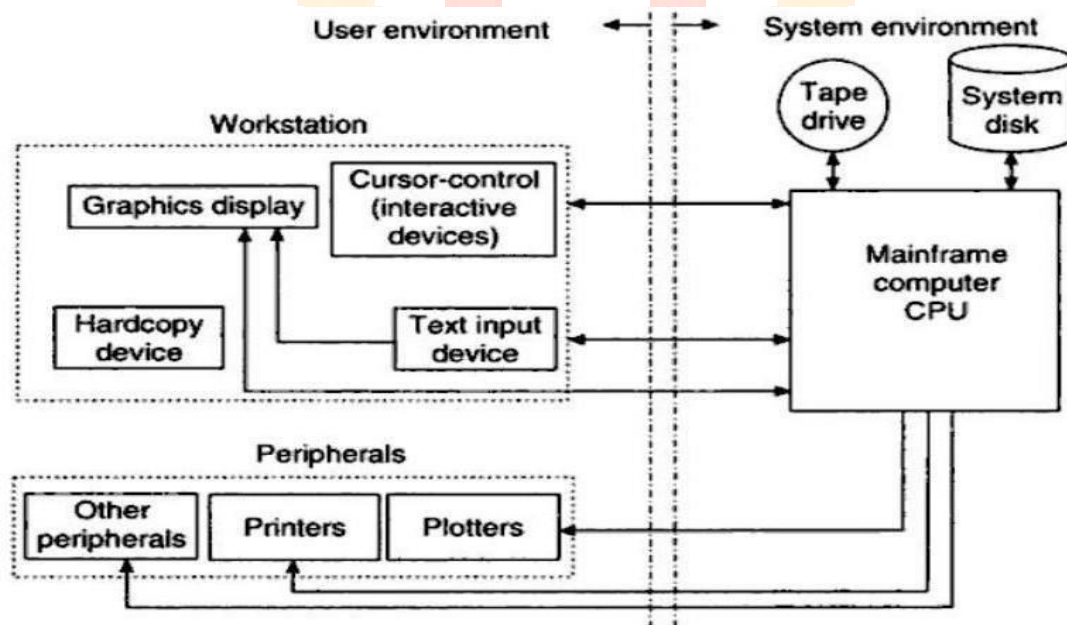 User environment
System environment
Tape
drive
System
disk
Workstation
Graphics display
Cursor-control
(interactive
devices)
Mainframe
computer
CPU
Hardcopy
device
Text input
device
Peripherals
Other
peripherals
Printers
Plotters